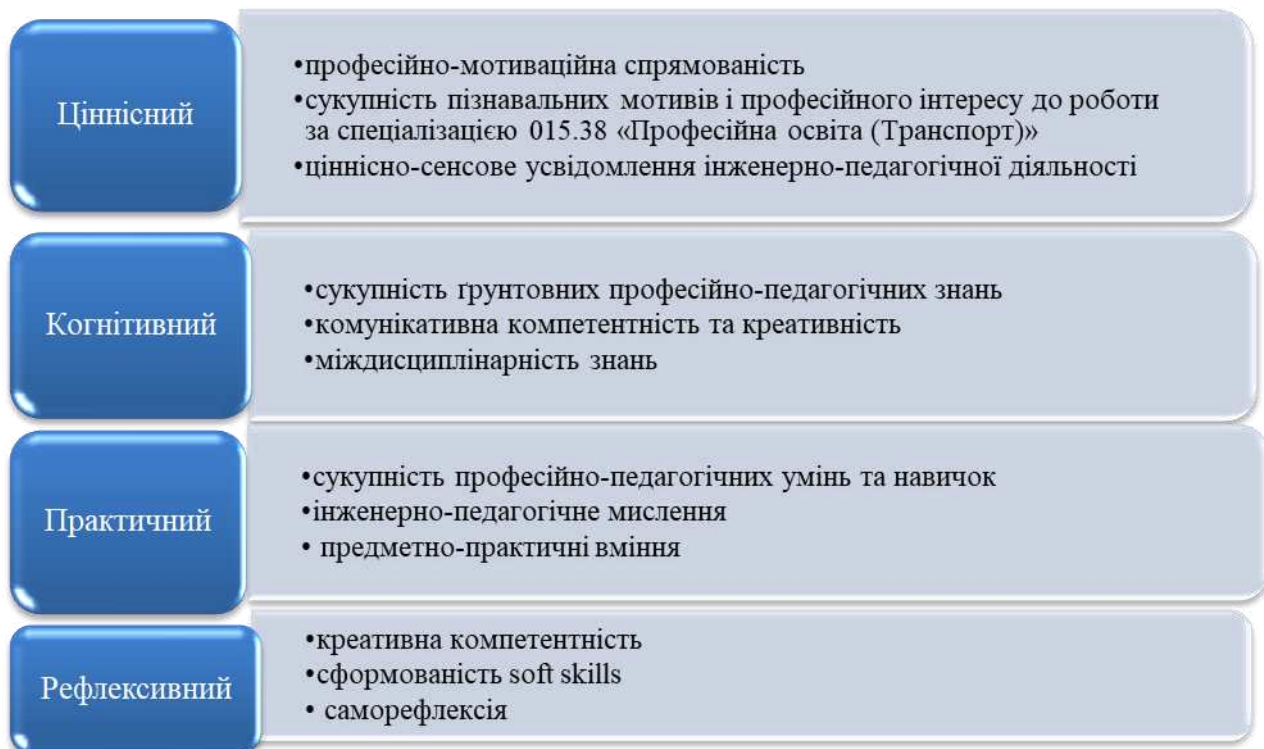 Ціннісний
•професійно-мотиваційна спрямованість
•сукупність пізнавальних мотивів і професійного інтересу до роботи
за спеціалізацією 015.38 «Професійна освіта (Транспорт)»
•ціннісно-сенсове усвідомлення інженерно-педагогічної діяльності
Когнітивний
•сукупність ґрунтовних професійно-педагогічних знань
•комунікативна компетентність та креативність
•міждисциплінарність знань
Практичний
•сукупність професійно-педагогічних умінь та навичок
•інженерно-педагогічне мислення
• предметно-практичні вміння
Рефлексивний
•креативна компетентність
•сформованість soft skills
• саморефлексія